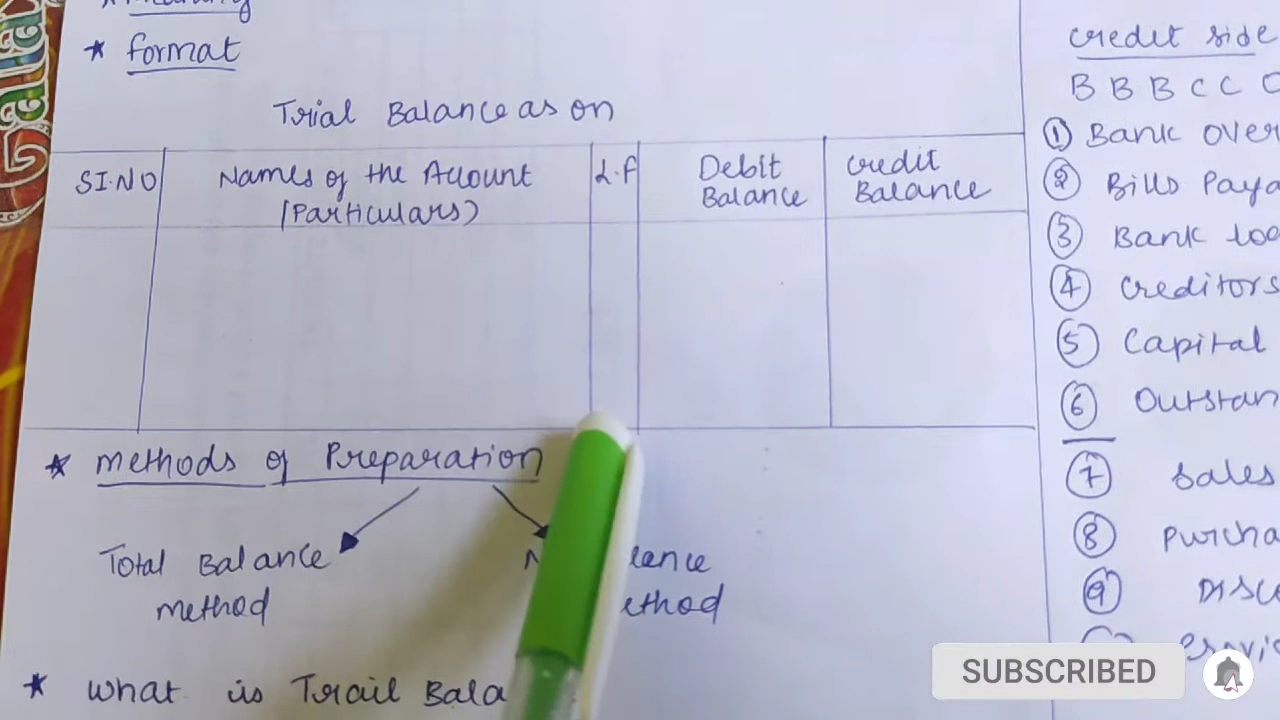 * format
Trial Balance as on
SI.NO
Names of the Account
(Particulars)
L.F
Debit
Balance
Credit
Balance
* methods of Preparation
Total Balance
method
* What is Trail Bala
Credit side
B B B C C
① Bank over
② Bills Paya
③ Bank loa
④ Creditors
⑤ Capital
⑥ Outstan
⑦ Sales
⑧ Purcha
⑨ Disc
SUBSCRIBED